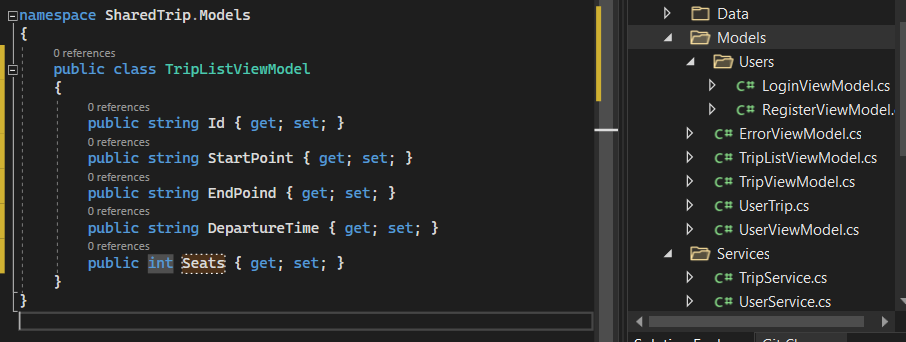 namespace SharedTrip.Models
{
0 references
public class TripListViewModel
{
0 references
public string Id { get; set; }
0 references
public string StartPoint { get; set; }
0 references
public string EndPoind { get; set; }
0 references
public string DepartureTime { get; set; }
0 references
public int Seats { get; set; }
}
}
Data
Models
Users
C# LoginViewModel.cs
C# RegisterViewModel.
C# ErrorViewModel.cs
C# TripListViewModel.cs
C# TripViewModel.cs
C# UserTrip.cs
C# UserViewModel.cs
Services
C# TripService.cs
C# UserService.cs